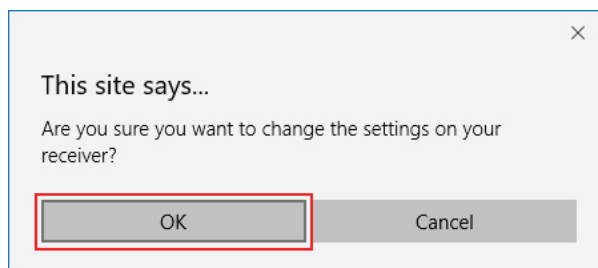 This site says...
Are you sure you want to change the settings on your
receiver?
OK
Cancel